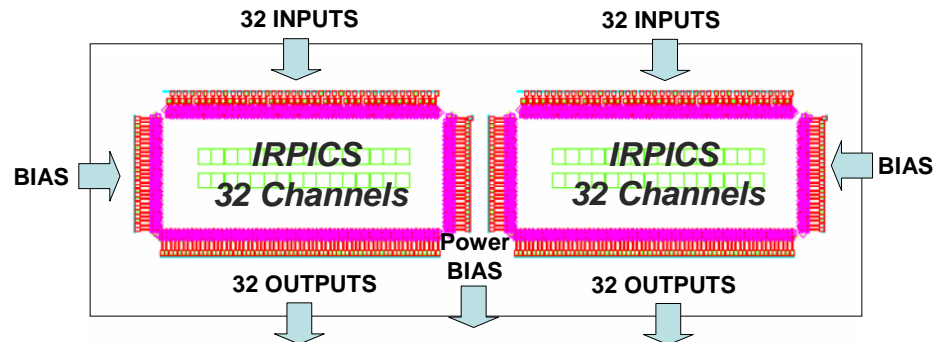 32 INPUTS
32 INPUTS
BIAS
IRPICS
32 Channels
IRPICS
32 Channels
BIAS
Power
BIAS
32 OUTPUTS
32 OUTPUTS